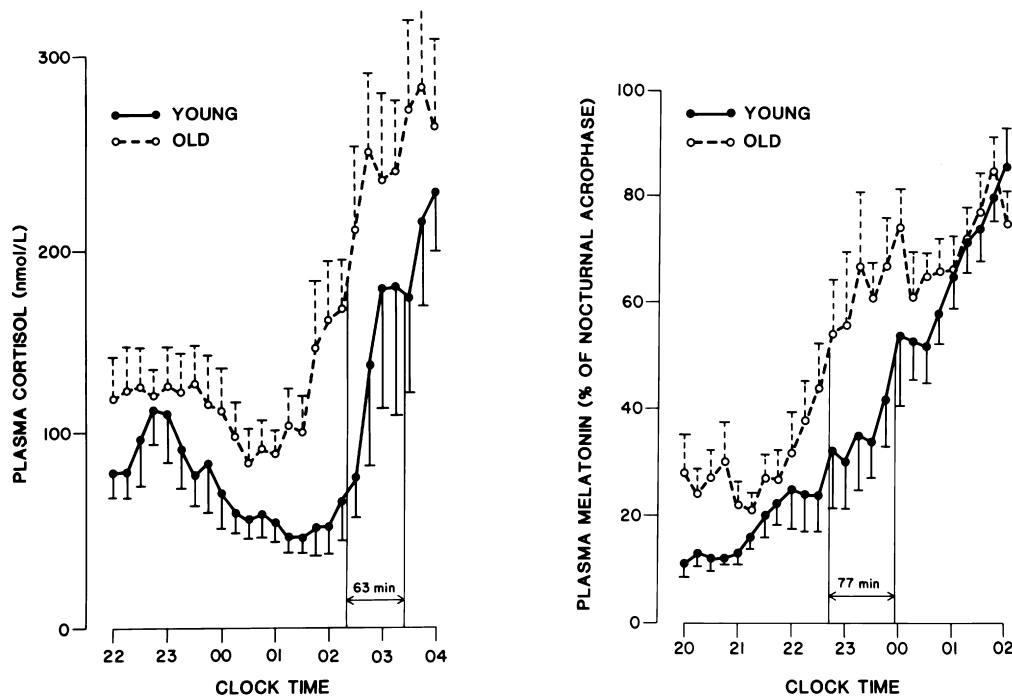 PLASMA CORTISOL (nmol/L)
300
200
100
0
YOUNG
OLD
63 min
22 23 00 01 02 03 04
CLOCK TIME
PLASMA MELATONIN (% OF NOCTURNAL ACROPHASE)
100
80
60
40
20
0
YOUNG
OLD
77 min
20 21 22 23 00 01 02
CLOCK TIME